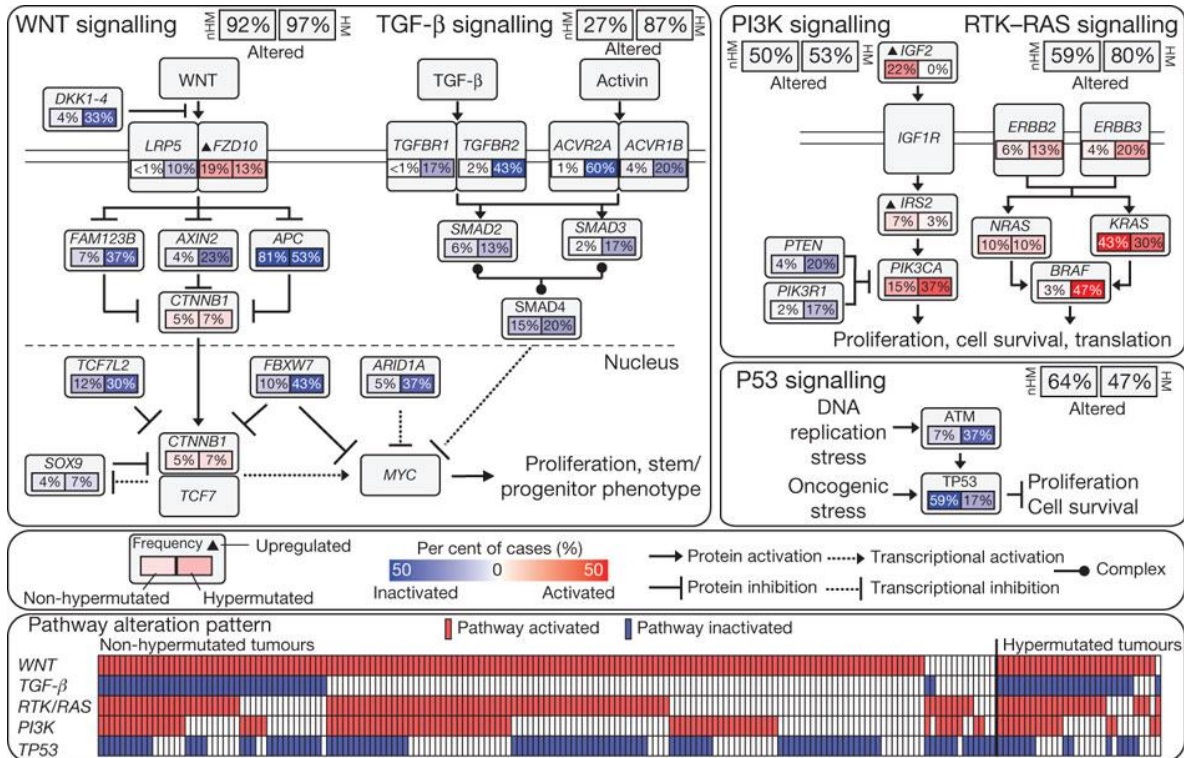 WNT signalling
nHM
92% 97%
HM
Altered
TGF-β signalling
nHM
27% 87%
HM
Altered
WNT
TGF-β
Activin
DKK1-4
4% 33%
LRP5
▲FZD10
<1% 10%
19% 13%
TGFBR1
TGFBR2
ACVR2A
ACVR1B
<1% 17%
2% 43%
1% 60%
4% 20%
FAM123B
7% 37%
AXIN2
4% 23%
APC
81% 53%
SMAD2
6% 13%
SMAD3
2% 17%
CTNNB1
5% 7%
SMAD4
15% 20%
Nucleus
TCF7L2
12% 30%
FBXW7
10% 43%
ARID1A
5% 37%
SOX9
4% 7%
CTNNB1
5% 7%
TCF7
MYC
Proliferation, stem/
progenitor phenotype
PI3K signalling
nHM
50% 53%
HM
Altered
RTK–RAS signalling
nHM
59% 80%
HM
Altered
▲IGF2
22% 0%
IGF1R
ERBB2
6% 13%
ERBB3
4% 20%
▲IRS2
7% 3%
NRAS
10% 10%
KRAS
43% 30%
PTEN
4% 20%
PIK3R1
2% 17%
PIK3CA
15% 37%
BRAF
3% 47%
Proliferation, cell survival, translation
P53 signalling
nHM
64% 47%
HM
Altered
DNA
replication
stress
ATM
7% 37%
Oncogenic
stress
TP53
59% 17%
Proliferation
Cell survival
Frequency ▲
Upregulated
Non-hypermutated
Hypermutated
Per cent of cases (%)
50 0 50
Inactivated
Activated
Protein activation
Transcriptional activation
Protein inhibition
Transcriptional inhibition
Complex
Pathway alteration pattern
Pathway activated
Pathway inactivated
Non-hypermutated tumours
Hypermutated tumours
WNT
TGF-β
RTK/RAS
PI3K
TP53